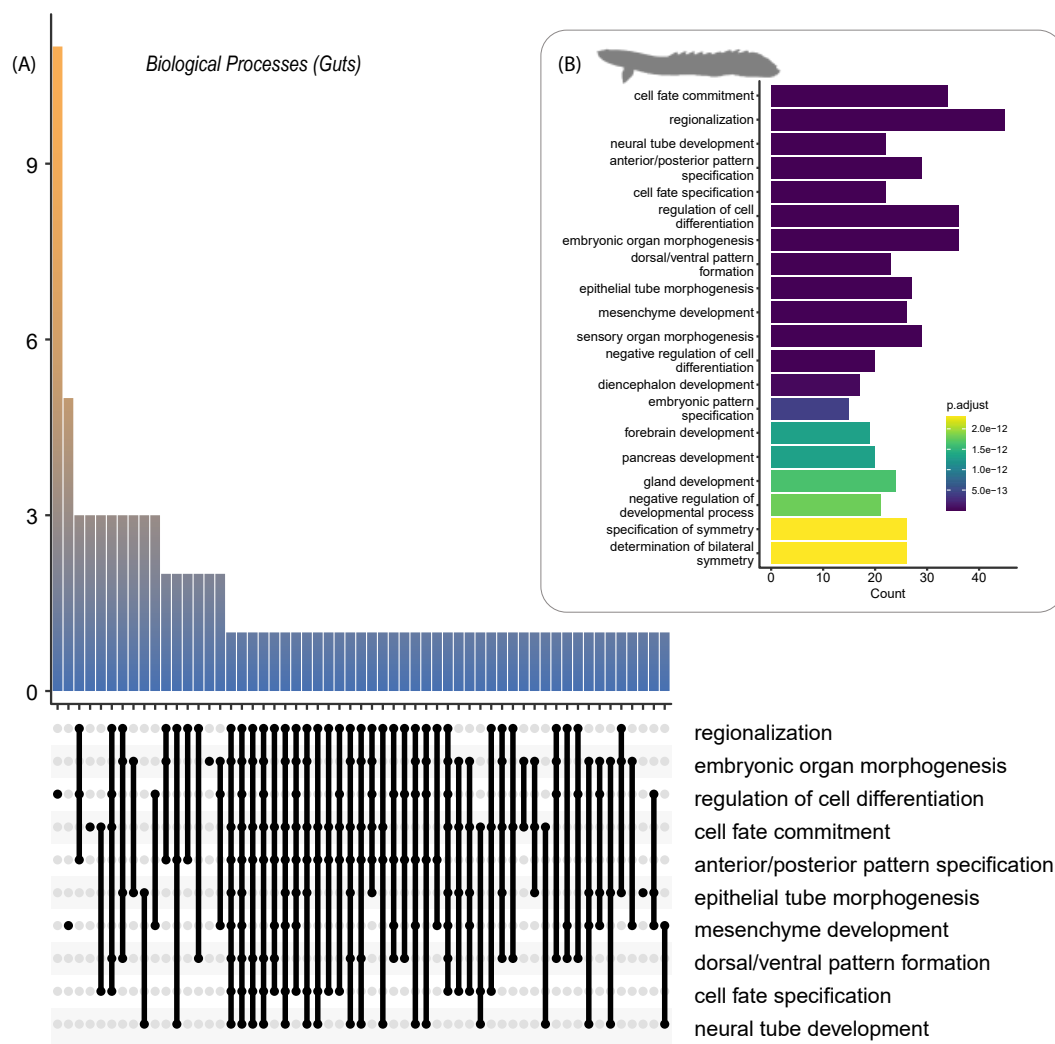 (A)
Biological Processes (Guts)
9
6
3
0
regionalization
embryonic organ morphogenesis
regulation of cell differentiation
cell fate commitment
anterior/posterior pattern specification
epithelial tube morphogenesis
mesenchyme development
dorsal/ventral pattern formation
cell fate specification
neural tube development
(B)
cell fate commitment
regionalization
neural tube development
anterior/posterior pattern
specification
cell fate specification
regulation of cell
differentiation
embryonic organ morphogenesis
dorsal/ventral pattern
formation
epithelial tube morphogenesis
mesenchyme development
sensory organ morphogenesis
negative regulation of cell
differentiation
diencephalon development
embryonic pattern
specification
forebrain development
pancreas development
gland development
negative regulation of
developmental process
specification of symmetry
determination of bilateral
symmetry
0 10 20 30 40
Count
p.adjust
2.0e−12
1.5e−12
1.0e−12
5.0e−13